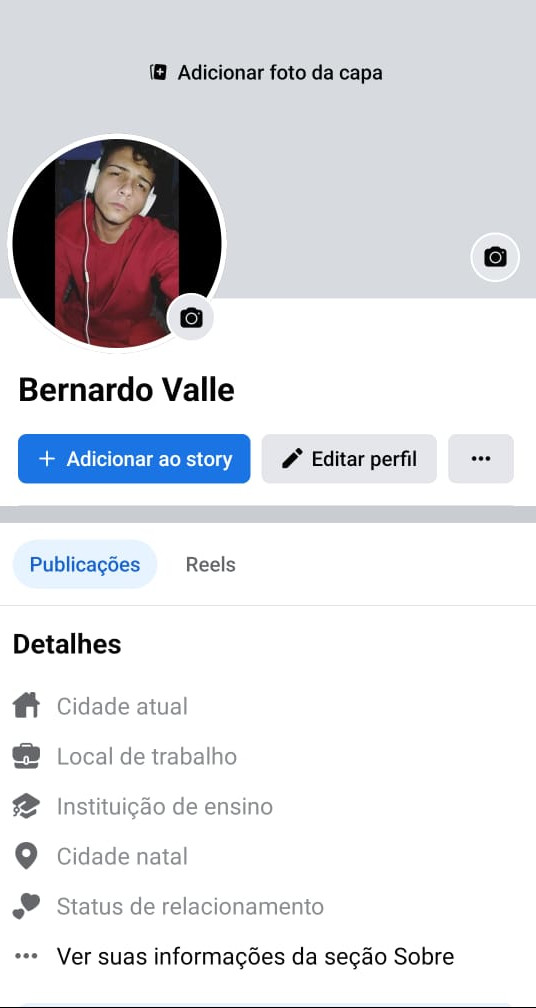 Adicionar foto da capa
Bernardo Valle
Adicionar ao story
Editar perfil
Publicações
Reels
Detalhes
Cidade atual
Local de trabalho
Instituição de ensino
Cidade natal
Status de relacionamento
Ver suas informações da seção Sobre